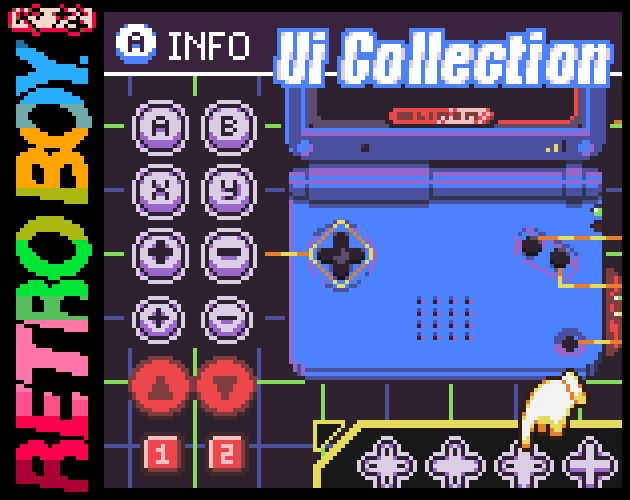 RETRO BOY.
A INFO
Ui Collection
A B
X Y
+ -
+ -
1 2